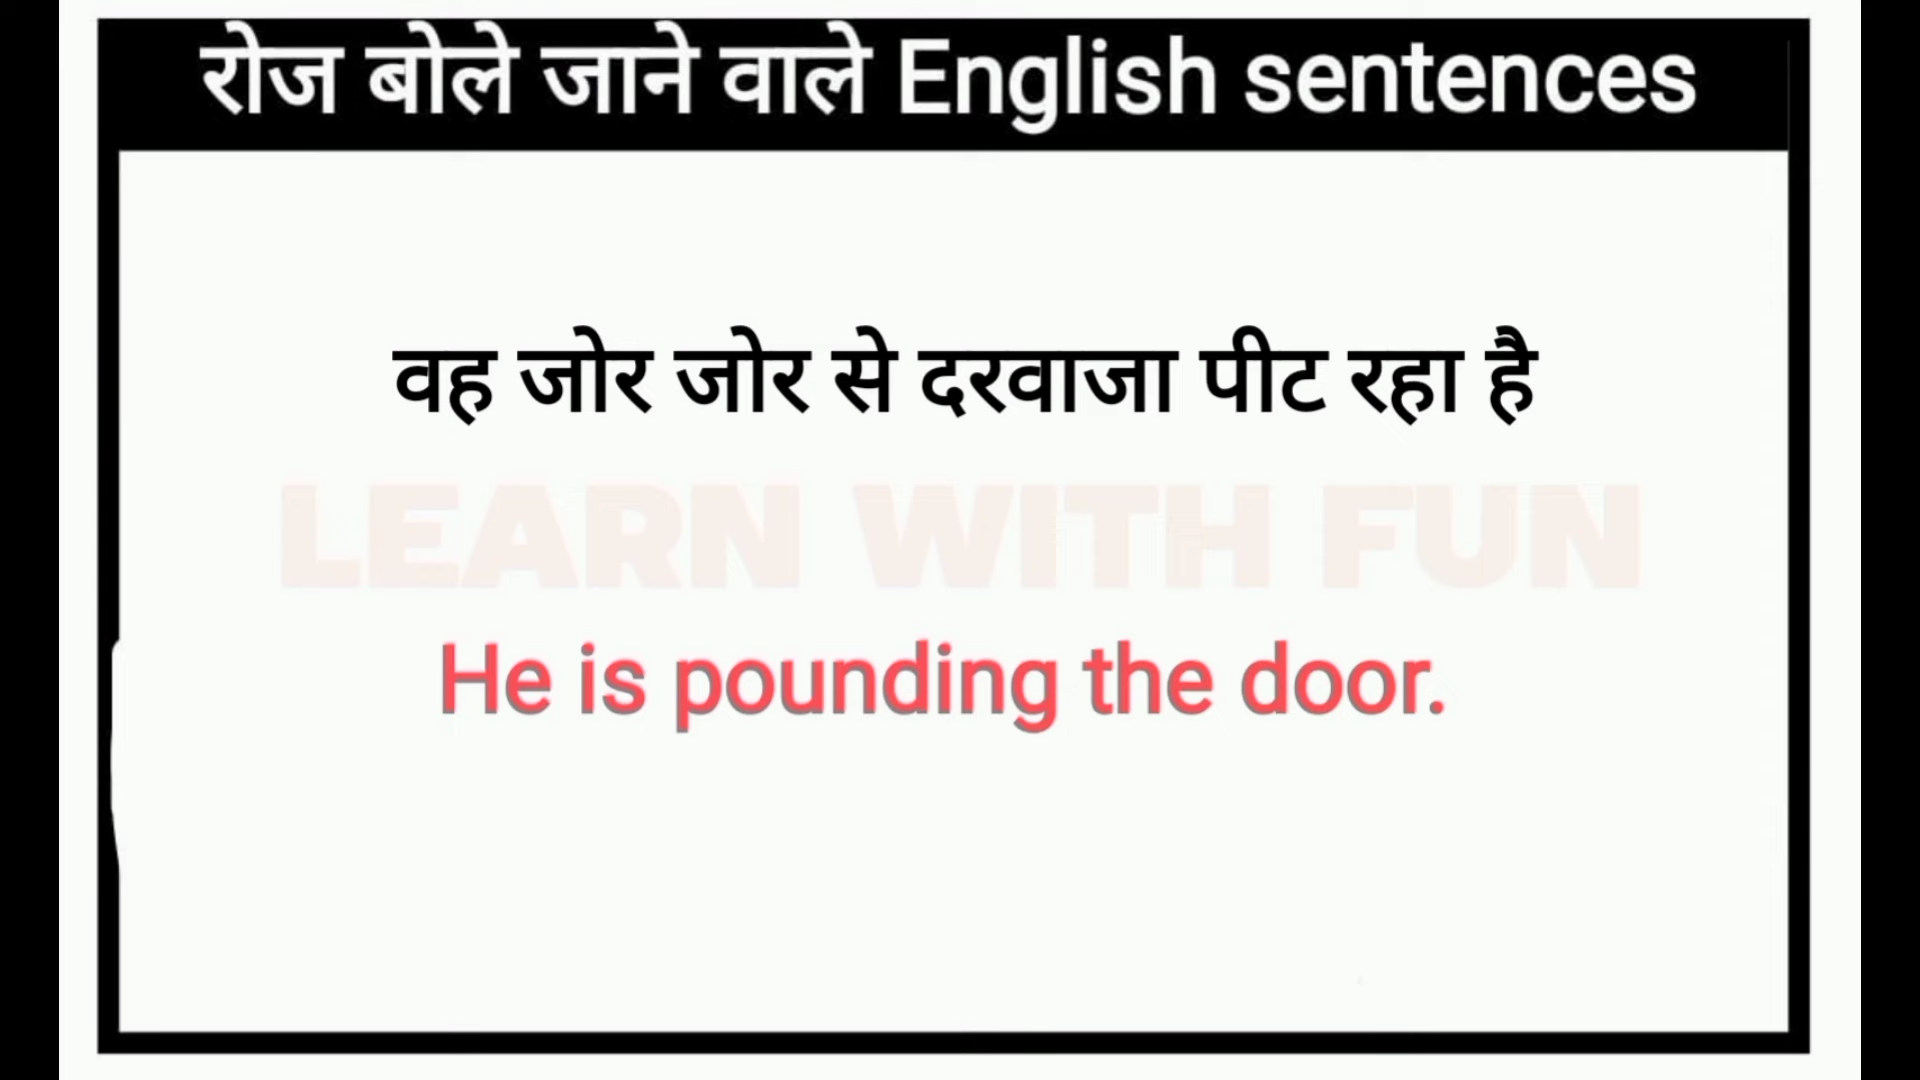 रोज बोले जाने वाले English sentences
वह जोर जोर से दरवाजा पीट रहा है
LEARN WITH FUN
He is pounding the door.